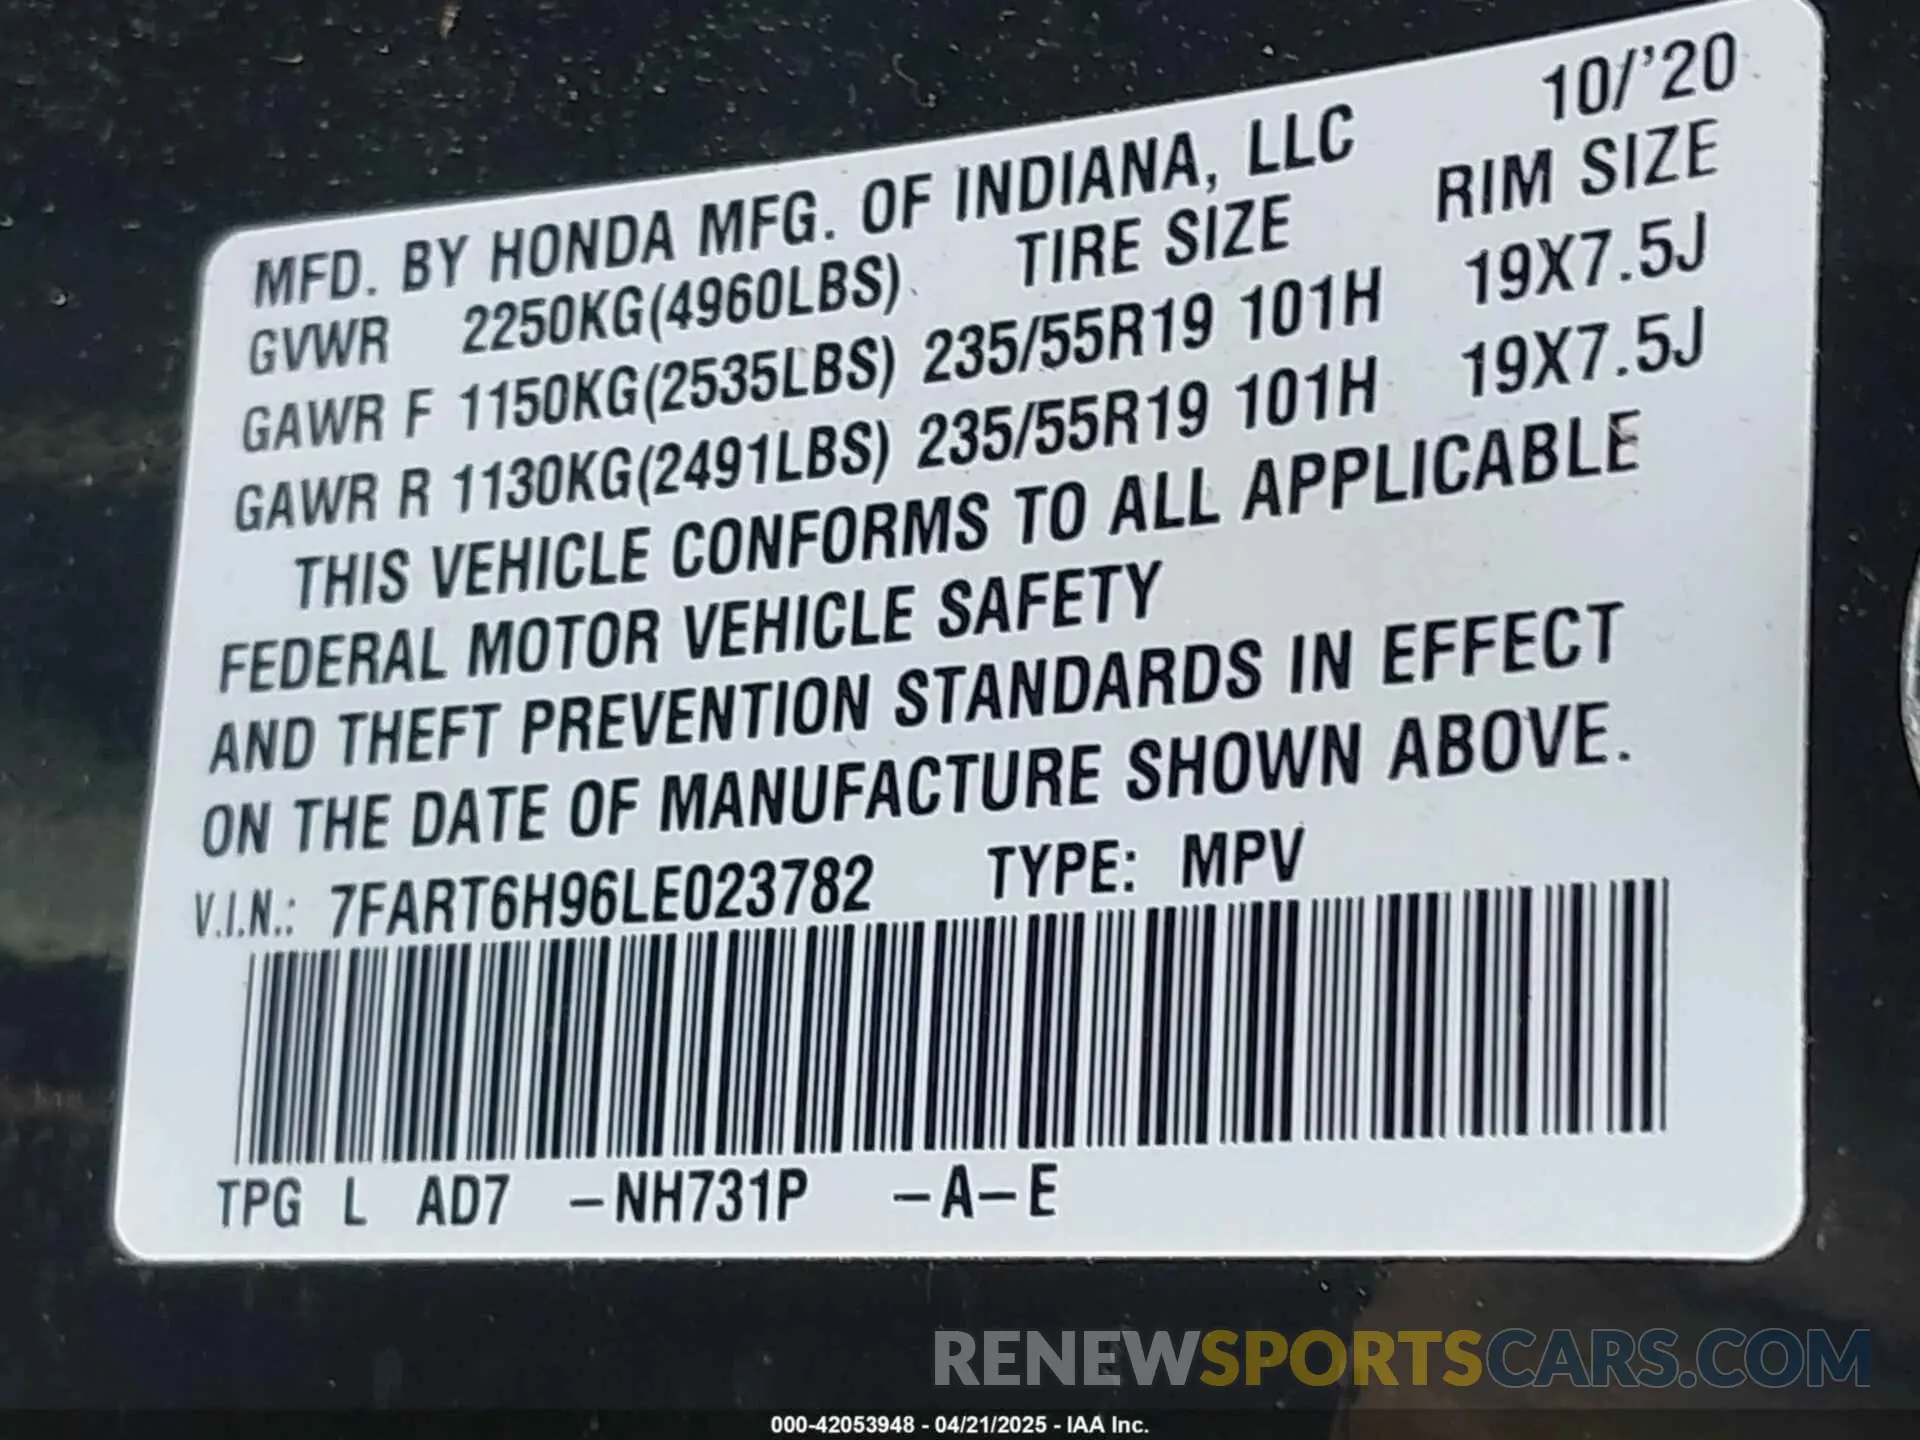 MFD. BY HONDA MFG. OF INDIANA, LLC 10/'20
GVWR 2250KG(4960LBS) TIRE SIZE RIM SIZE
GAWR F 1150KG(2535LBS) 235/55R19 101H 19X7.5J
GAWR R 1130KG(2491LBS) 235/55R19 101H 19X7.5J
THIS VEHICLE CONFORMS TO ALL APPLICABLE
FEDERAL MOTOR VEHICLE SAFETY
AND THEFT PREVENTION STANDARDS IN EFFECT
ON THE DATE OF MANUFACTURE SHOWN ABOVE.
V.I.N.: 7FART6H96LE023782 TYPE: MPV
TPG L AD7 -NH731P -A-E
RENEWSPORTSCARS.COM
000-42053948 - 04/21/2025 - IAA Inc.